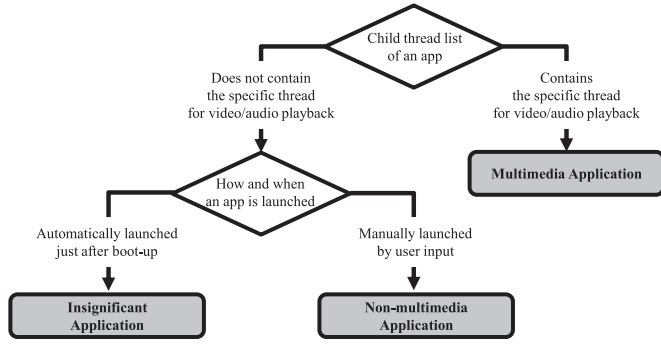 Child thread list
of an app
Does not contain
the specific thread
for video/audio playback
Contains
the specific thread
for video/audio playback
Multimedia Application
How and when
an app is launched
Automatically launched
just after boot-up
Manually launched
by user input
Insignificant
Application
Non-multimedia
Application